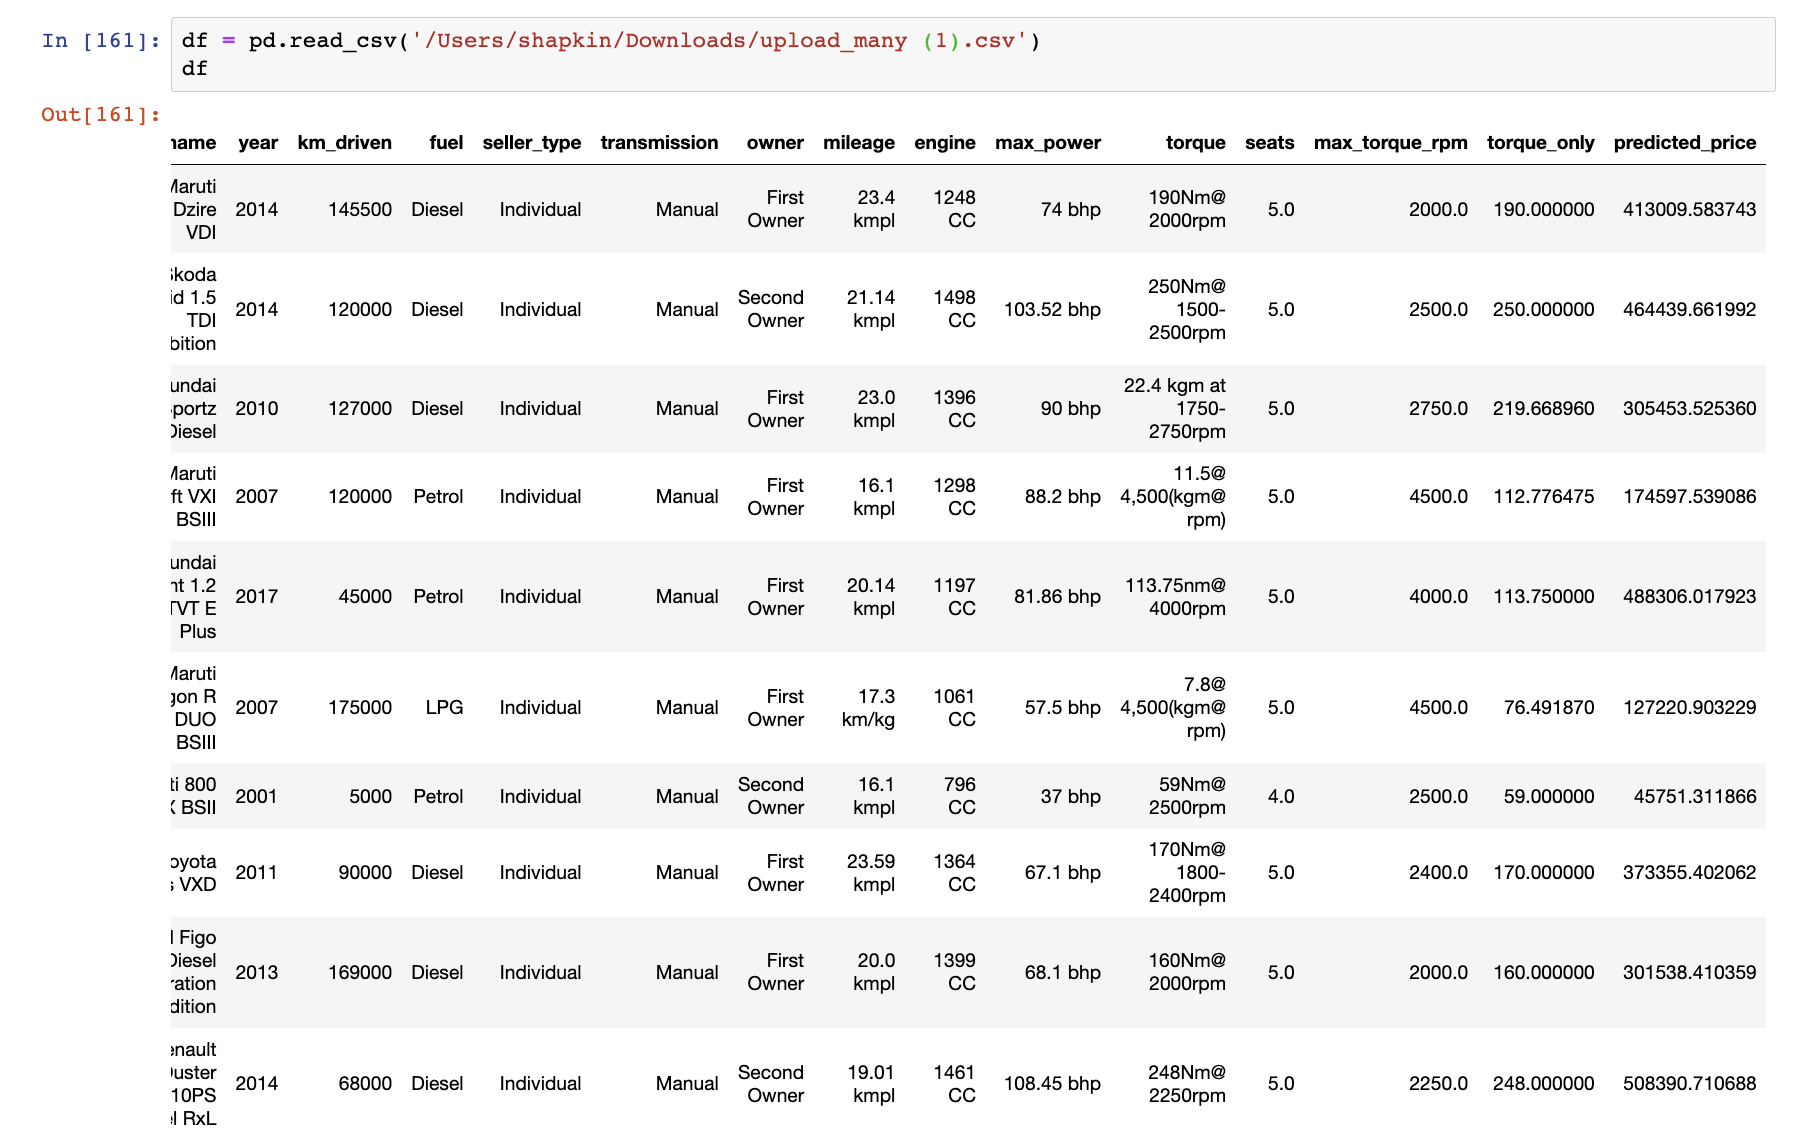 In [161]: df = pd.read_csv('/Users/shapkin/Downloads/upload_many (1).csv')
df
Out[161]:
name year km_driven fuel seller_type transmission owner mileage engine max_power torque seats max_torque_rpm torque_only predicted_price
Maruti Dzire VDI 2014 145500 Diesel Individual Manual First Owner 23.4 kmpl 1248 CC 74 bhp 190Nm@ 2000rpm 5.0 2000.0 190.000000 413009.583743
Skoda id 1.5 TDI bition 2014 120000 Diesel Individual Manual Second Owner 21.14 kmpl 1498 CC 103.52 bhp 250Nm@ 1500-2500rpm 5.0 2500.0 250.000000 464439.661992
undai Sportz Diesel 2010 127000 Diesel Individual Manual First Owner 23.0 kmpl 1396 CC 90 bhp 22.4 kgm at 1750-2750rpm 5.0 2750.0 219.668960 305453.525360
Maruti ft VXI BSIII 2007 120000 Petrol Individual Manual First Owner 16.1 kmpl 1298 CC 88.2 bhp 11.5@ 4,500(kgm@ rpm) 5.0 4500.0 112.776475 174597.539086
undai nt 1.2 TVT E Plus 2017 45000 Petrol Individual Manual First Owner 20.14 kmpl 1197 CC 81.86 bhp 113.75nm@ 4000rpm 5.0 4000.0 113.750000 488306.017923
Maruti gon R DUO BSIII 2007 175000 LPG Individual Manual First Owner 17.3 km/kg 1061 CC 57.5 bhp 7.8@ 4,500(kgm@ rpm) 5.0 4500.0 76.491870 127220.903229
ti 800 X BSII 2001 5000 Petrol Individual Manual Second Owner 16.1 kmpl 796 CC 37 bhp 59Nm@ 2500rpm 4.0 2500.0 59.000000 45751.311866
oyota s VXD 2011 90000 Diesel Individual Manual First Owner 23.59 kmpl 1364 CC 67.1 bhp 170Nm@ 1800-2400rpm 5.0 2400.0 170.000000 373355.402062
d Figo Diesel ration dition 2013 169000 Diesel Individual Manual First Owner 20.0 kmpl 1399 CC 68.1 bhp 160Nm@ 2000rpm 5.0 2000.0 160.000000 301538.410359
enault Duster 10PS el RxL 2014 68000 Diesel Individual Manual Second Owner 19.01 kmpl 1461 CC 108.45 bhp 248Nm@ 2250rpm 5.0 2250.0 248.000000 508390.710688